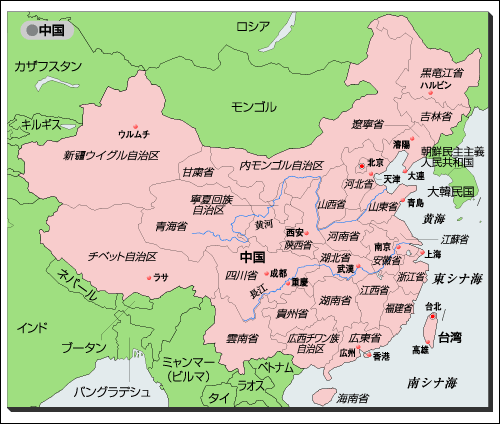 中国
ロシア
カザフスタン
モンゴル
黒竜江省
ハルビン
吉林省
キルギス
ウルムチ
遼寧省
瀋陽
新疆ウイグル自治区
甘粛省
内モンゴル自治区
北京
朝鮮民主主義
人民共和国
天津
大連
河北省
寧夏回族
自治区
山西省
山東省
青島
大韓民国
黄海
青海省
黄河
西安
陝西省
河南省
江蘇省
チベット自治区
中国
南京
上海
湖北省
安徽省
ラサ
四川省
成都
武漢
浙江省
東シナ海
重慶
長江
江西省
ネパール
湖南省
福建省
貴州省
台北
インド
雲南省
広西チワン族
自治区
広東省
台湾
ブータン
広州
香港
高雄
ミャンマー
(ビルマ)
ベトナム
バングラデシュ
ラオス
タイ
南シナ海
海南省